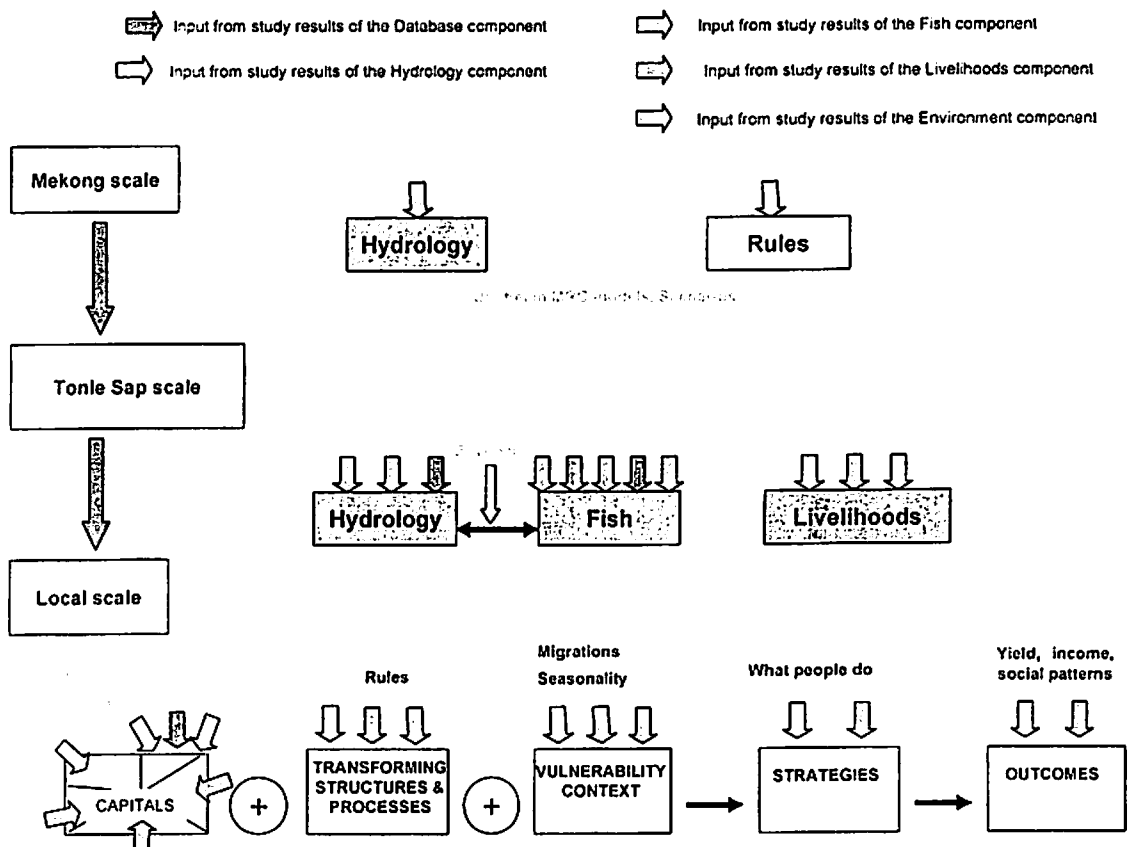 Input from study results of the Database component
Input from study results of the Fish component
Input from study results of the Hydrology component
Input from study results of the Livelihoods component
Input from study results of the Environment component
Mekong scale
Hydrology
Rules
Tonle Sap scale
Hydrology
Fish
Livelihoods
Local scale
Rules
Migrations
Seasonality
What people do
Yield, income,
social patterns
CAPITALS
+
TRANSFORMING
STRUCTURES &
PROCESSES
+
VULNERABILITY
CONTEXT
STRATEGIES
OUTCOMES